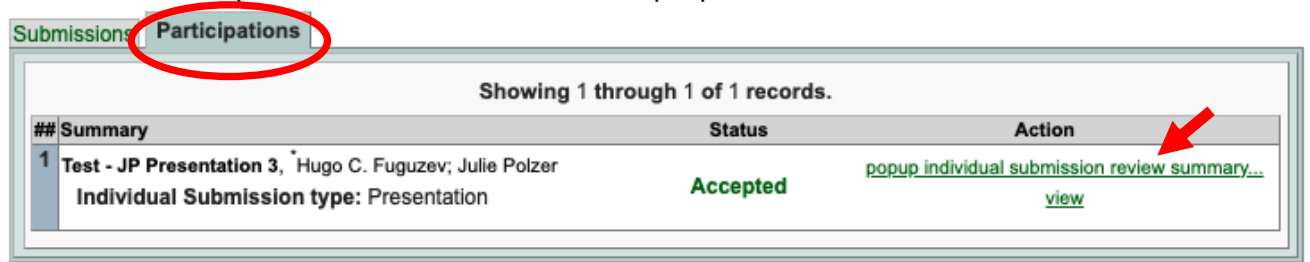 Submissions Participations
Showing 1 through 1 of 1 records.
## Summary Status Action
1 Test - JP Presentation 3, *Hugo C. Fuguzev; Julie Polzer popup individual submission review summary...
Individual Submission type: Presentation Accepted view